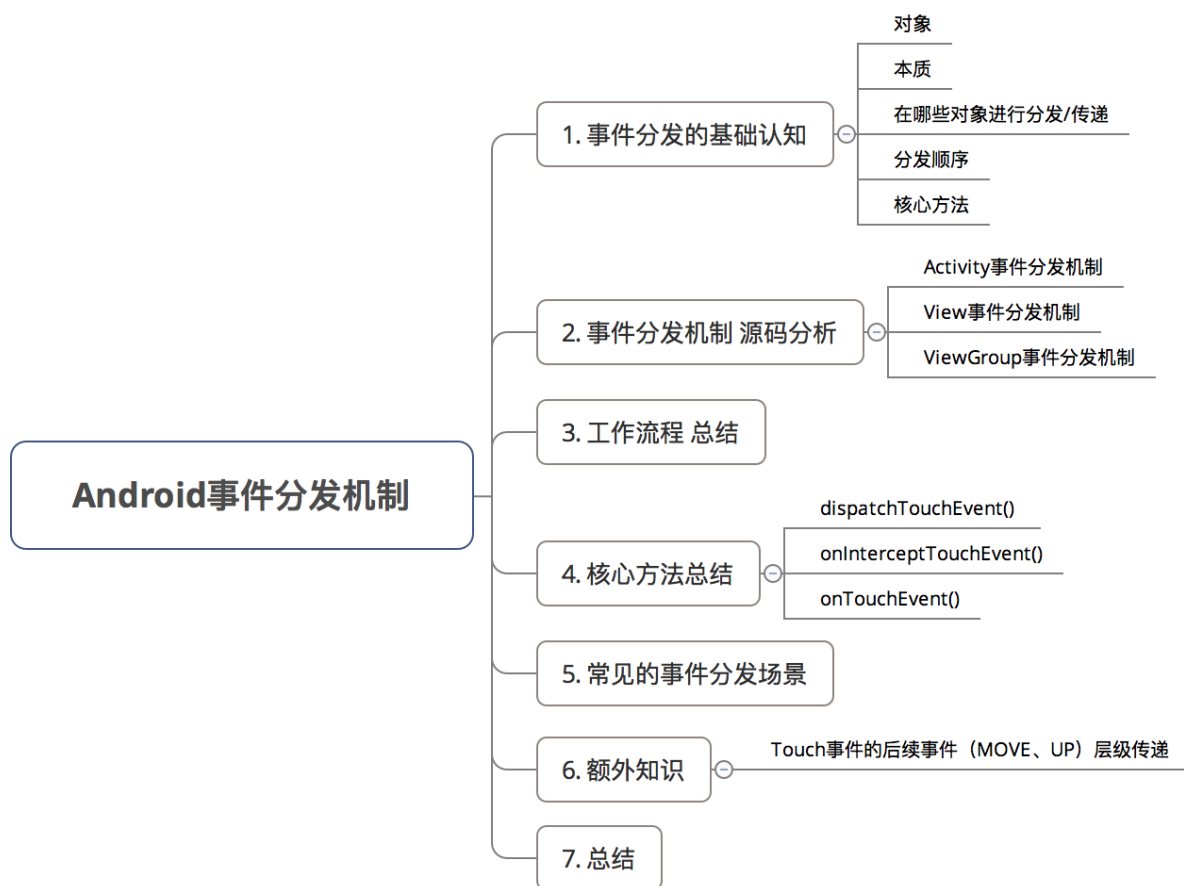 Android事件分发机制
1. 事件分发的基础认知
对象
本质
在哪些对象进行分发/传递
分发顺序
核心方法
2. 事件分发机制 源码分析
Activity事件分发机制
View事件分发机制
ViewGroup事件分发机制
3. 工作流程 总结
4. 核心方法总结
dispatchTouchEvent()
onInterceptTouchEvent()
onTouchEvent()
5. 常见的事件分发场景
6. 额外知识
Touch事件的后续事件（MOVE、UP）层级传递
7. 总结